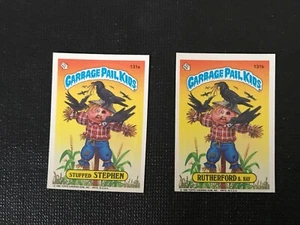 131a
GARBAGE PAIL KIDS
STUFFED STEPHEN
131b
GARBAGE PAIL KIDS
RUTHERFORD B. HAY